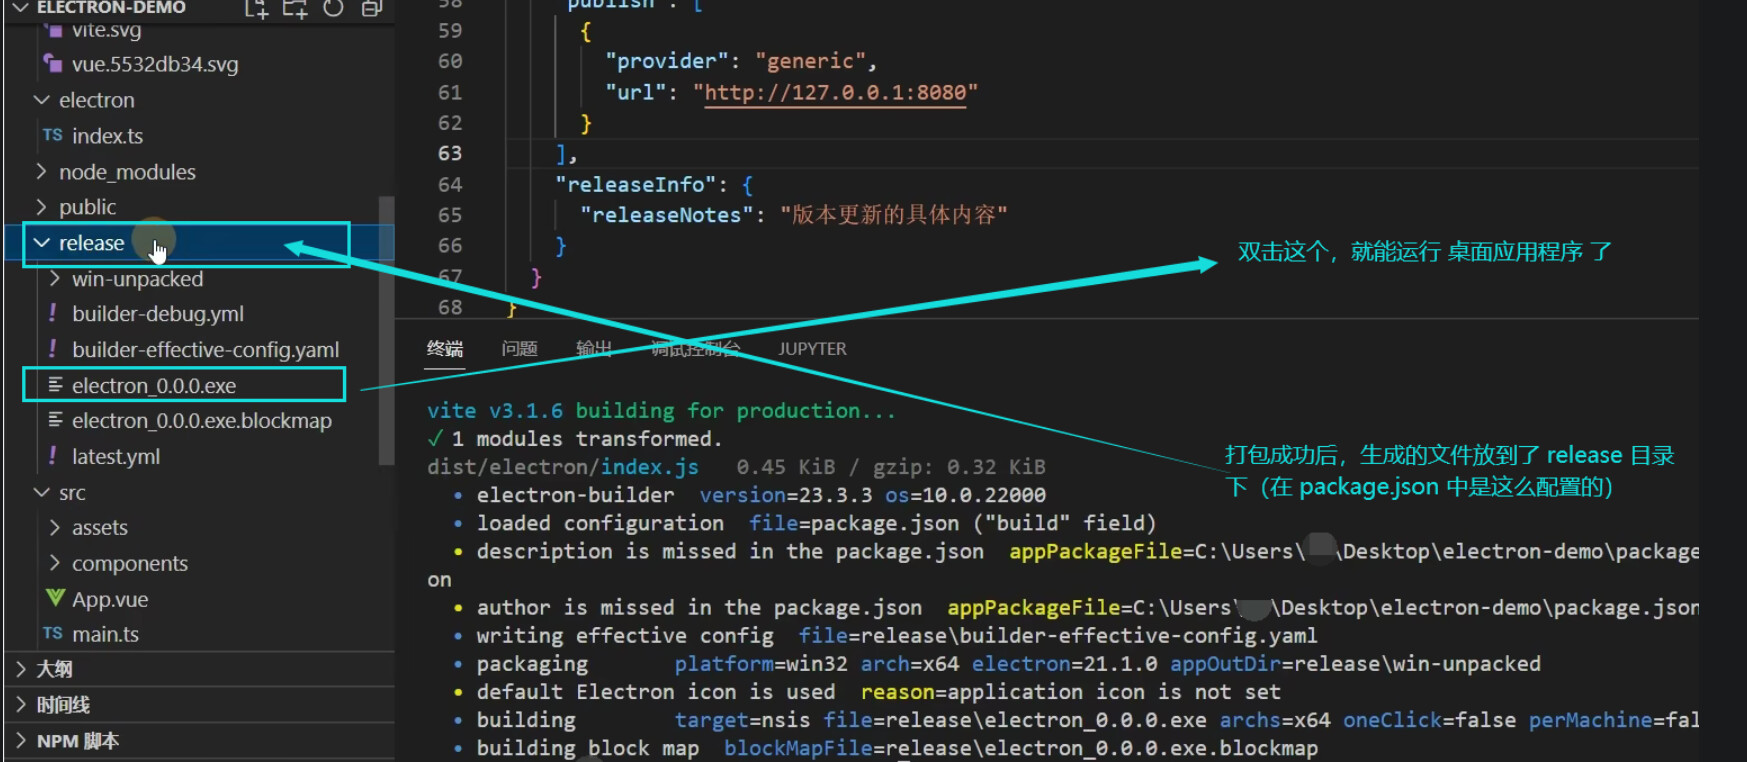 ELECTRON-DEMO
vite.svg
vue.5532db34.svg
electron
TS index.ts
node_modules
public
release
win-unpacked
! builder-debug.yml
! builder-effective-config.yaml
electron_0.0.0.exe
electron_0.0.0.exe.blockmap
! latest.yml
src
assets
components
App.vue
TS main.ts
大纲
时间线
NPM 脚本
58 "publish": [
59 {
60 "provider": "generic",
61 "url": "http://127.0.0.1:8080"
62 }
63 ],
64 "releaseInfo": {
65 "releaseNotes": "版本更新的具体内容"
66 }
67 }
68 }
双击这个，就能运行 桌面应用程序 了
终端 问题 输出 调试控制台 JUPYTER
vite v3.1.6 building for production...
✓ 1 modules transformed.
dist/electron/index.js 0.45 KiB / gzip: 0.32 KiB
• electron-builder version=23.3.3 os=10.0.22000
• loaded configuration file=package.json ("build" field)
• description is missed in the package.json appPackageFile=C:\Users\ \Desktop\electron-demo\package
on
• author is missed in the package.json appPackageFile=C:\Users\ \Desktop\electron-demo\package.json
• writing effective config file=release\builder-effective-config.yaml
• packaging platform=win32 arch=x64 electron=21.1.0 appOutDir=release\win-unpacked
• default Electron icon is used reason=application icon is not set
• building target=nsis file=release\electron_0.0.0.exe archs=x64 oneClick=false perMachine=fal
• building block map blockMapFile=release\electron_0.0.0.exe.blockmap
打包成功后，生成的文件放到了 release 目录
下（在 package.json 中是这么配置的）